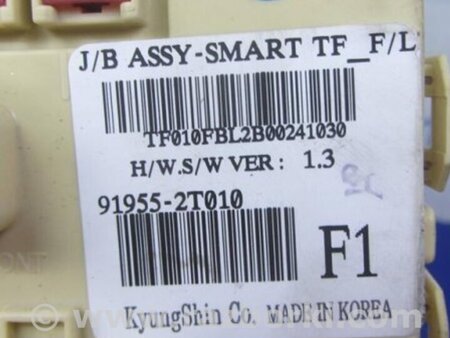 J/B ASSY-SMART TF_F/L
TF010FBL2B00241030
H/W.S/W VER : 1.3
91955-2T010
F1
KyungShin Co. MADE IN KOREA